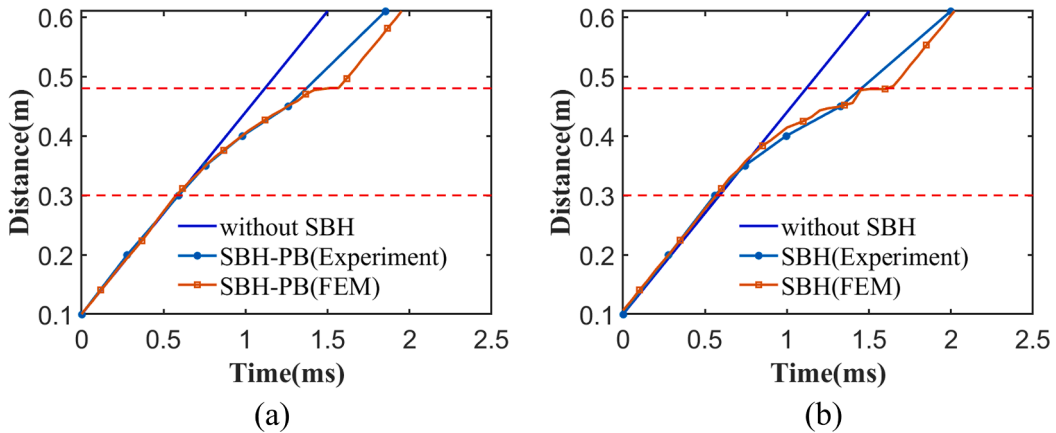 0.6
0.5
0.4
0.3
0.2
0.1
Distance(m)
without SBH
SBH-PB(Experiment)
SBH-PB(FEM)
0 0.5 1 1.5 2 2.5
Time(ms)
(a)
0.6
0.5
0.4
0.3
0.2
0.1
Distance(m)
without SBH
SBH(Experiment)
SBH(FEM)
0 0.5 1 1.5 2 2.5
Time(ms)
(b)